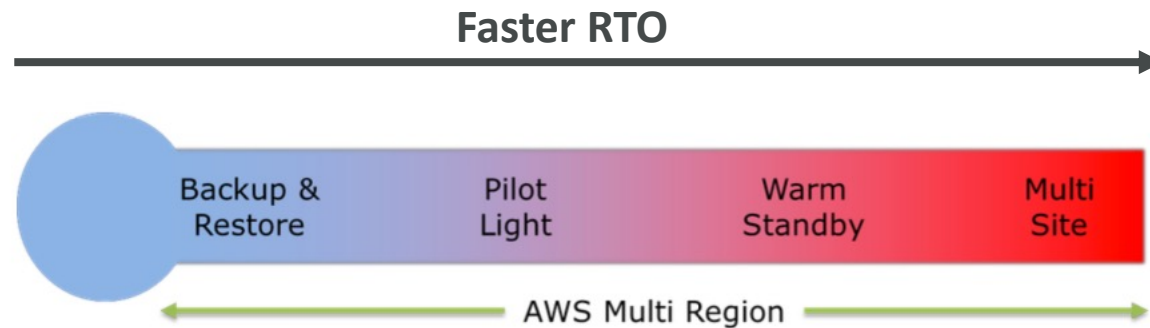 Faster RTO
Backup &
Restore
Pilot
Light
Warm
Standby
Multi
Site
AWS Multi Region